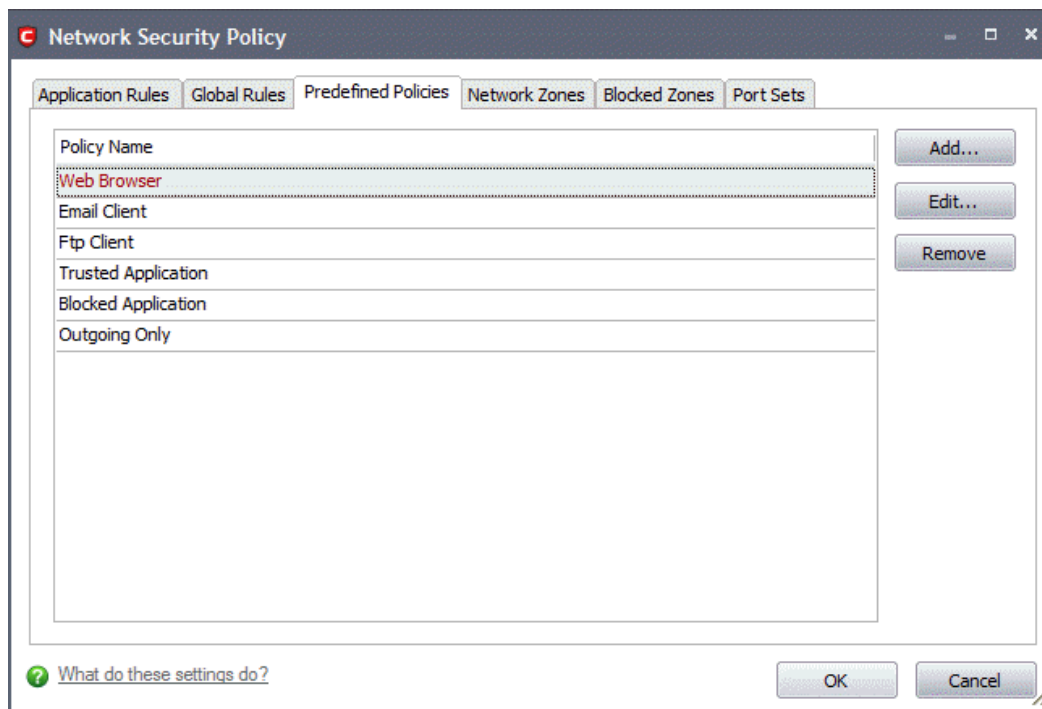 Network Security Policy
Application Rules Global Rules Predefined Policies Network Zones Blocked Zones Port Sets
Policy Name
Web Browser
Email Client
Ftp Client
Trusted Application
Blocked Application
Outgoing Only
Add...
Edit...
Remove
What do these settings do?
OK Cancel